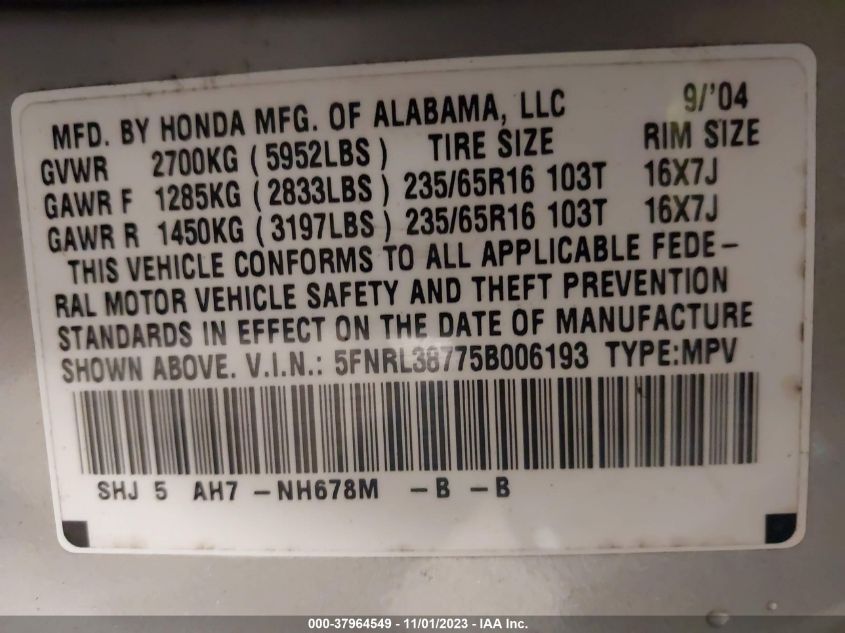 MFD. BY HONDA MFG. OF ALABAMA, LLC 9/'04
GVWR 2700KG (5952LBS) TIRE SIZE RIM SIZE
GAWR F 1285KG (2833LBS) 235/65R16 103T 16X7J
GAWR R 1450KG (3197LBS) 235/65R16 103T 16X7J
THIS VEHICLE CONFORMS TO ALL APPLICABLE FEDE-
RAL MOTOR VEHICLE SAFETY AND THEFT PREVENTION
STANDARDS IN EFFECT ON THE DATE OF MANUFACTURE
SHOWN ABOVE. V.I.N.: 5FNRL38775B006193 TYPE:MPV
SHJ 5 AH7 -NH678M -B -B
000-37964549 - 11/01/2023 - IAA Inc.